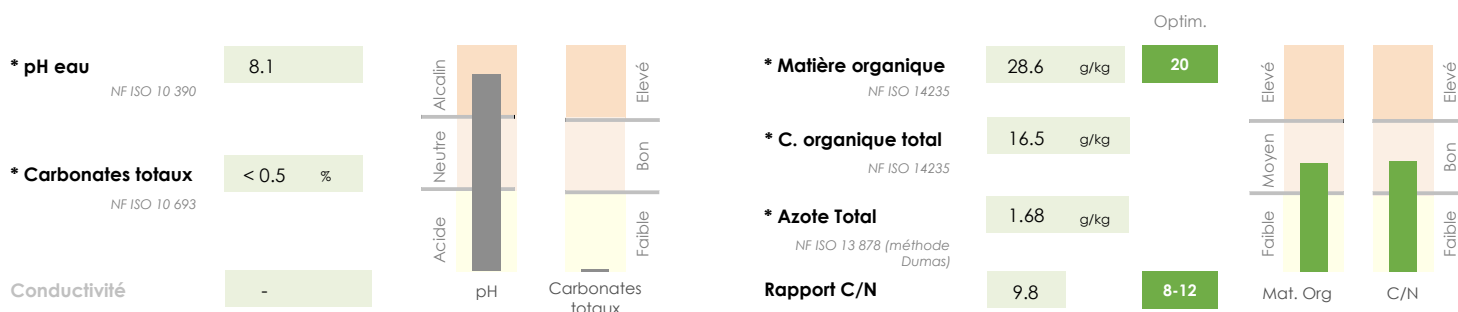 Optim.
* pH eau 8.1
NF ISO 10 390
* Carbonates totaux < 0.5 %
NF ISO 10 693
Conductivité -
Alcalin
Neutre
Acide
Elevé
Bon
Faible
pH
Carbonates
totaux
* Matière organique 28.6 g/kg 20
NF ISO 14235
* C. organique total 16.5 g/kg
NF ISO 14235
* Azote Total 1.68 g/kg
NF ISO 13 878 (méthode
Dumas)
Rapport C/N 9.8 8-12
Elevé
Moyen
Faible
Elevé
Bon
Faible
Mat. Org
C/N